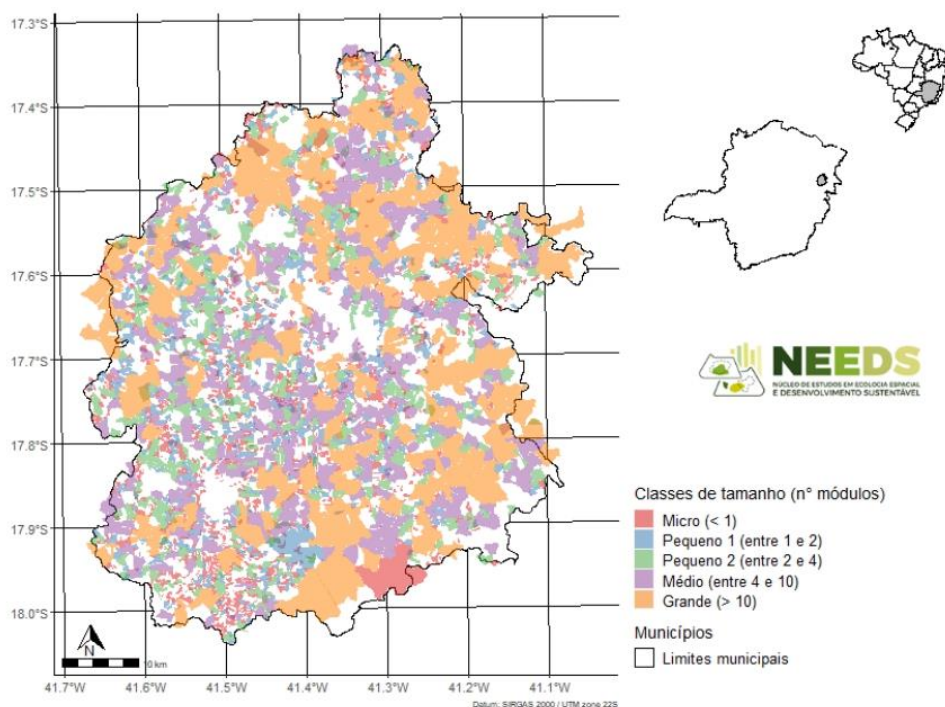 17.3°S
17.4°S
17.5°S
17.6°S
17.7°S
17.8°S
17.9°S
18.0°S
N
10 km
41.7°W 41.6°W 41.5°W 41.4°W 41.3°W 41.2°W 41.1°W
Datum: SIRGAS 2000 / UTM zone 22S
NEEDS
NÚCLEO DE ESTUDOS EM ECOLOGIA ESPACIAL
E DESENVOLVIMENTO SUSTENTÁVEL
Classes de tamanho (n° módulos)
Micro (< 1)
Pequeno 1 (entre 1 e 2)
Pequeno 2 (entre 2 e 4)
Médio (entre 4 e 10)
Grande (> 10)
Municípios
Limites municipais